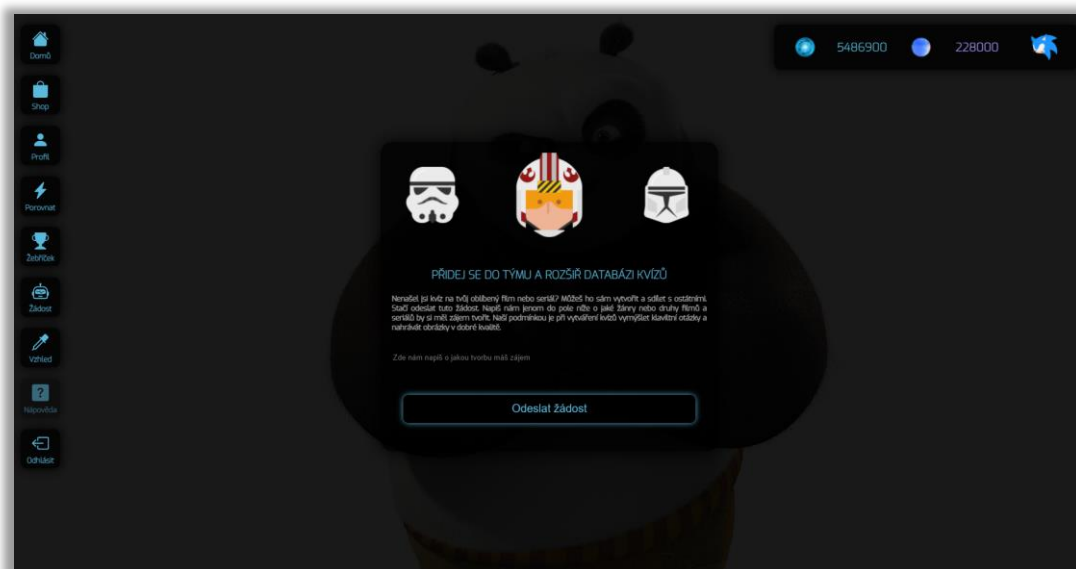 Domů
Shop
Profil
Porovnat
Žebříček
Žádost
Vzhled
?
Nápověda
Odhlásit
5486900
228000
PŘIDEJ SE DO TÝMU A ROZŠIŘ DATABÁZI KVÍZŮ
Nenašel jsi kvíz na tvůj oblíbený film nebo seriál? Můžeš ho sám vytvořit a sdílet s ostatními.
Stačí odeslat tuto žádost. Napiš nám jenom do pole níže o jaké žánry nebo druhy filmů a
seriálů by si měl zájem tvořit. Naší podmínkou je při vytváření kvízů vymýšlet klavlitní otázky a
nahrávát obrázky v dobré kvalitě.
Zde nám napiš o jakou tvorbu máš zájem
Odeslat žádost